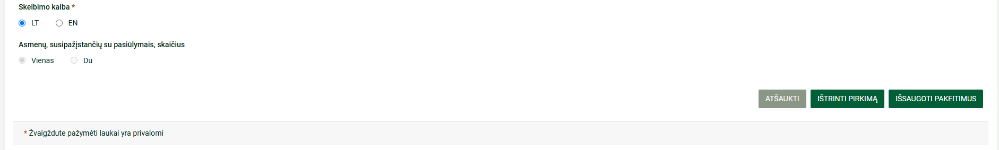 Skelbimo kalba *
LT EN
Asmenų, susipažįstančių su pasiūlymais, skaičius
Vienas Du
ATŠAUKTI IŠTRINTI PIRKIMĄ IŠSAUGOTI PAKEITIMUS
* Žvaigždute pažymėti laukai yra privalomi